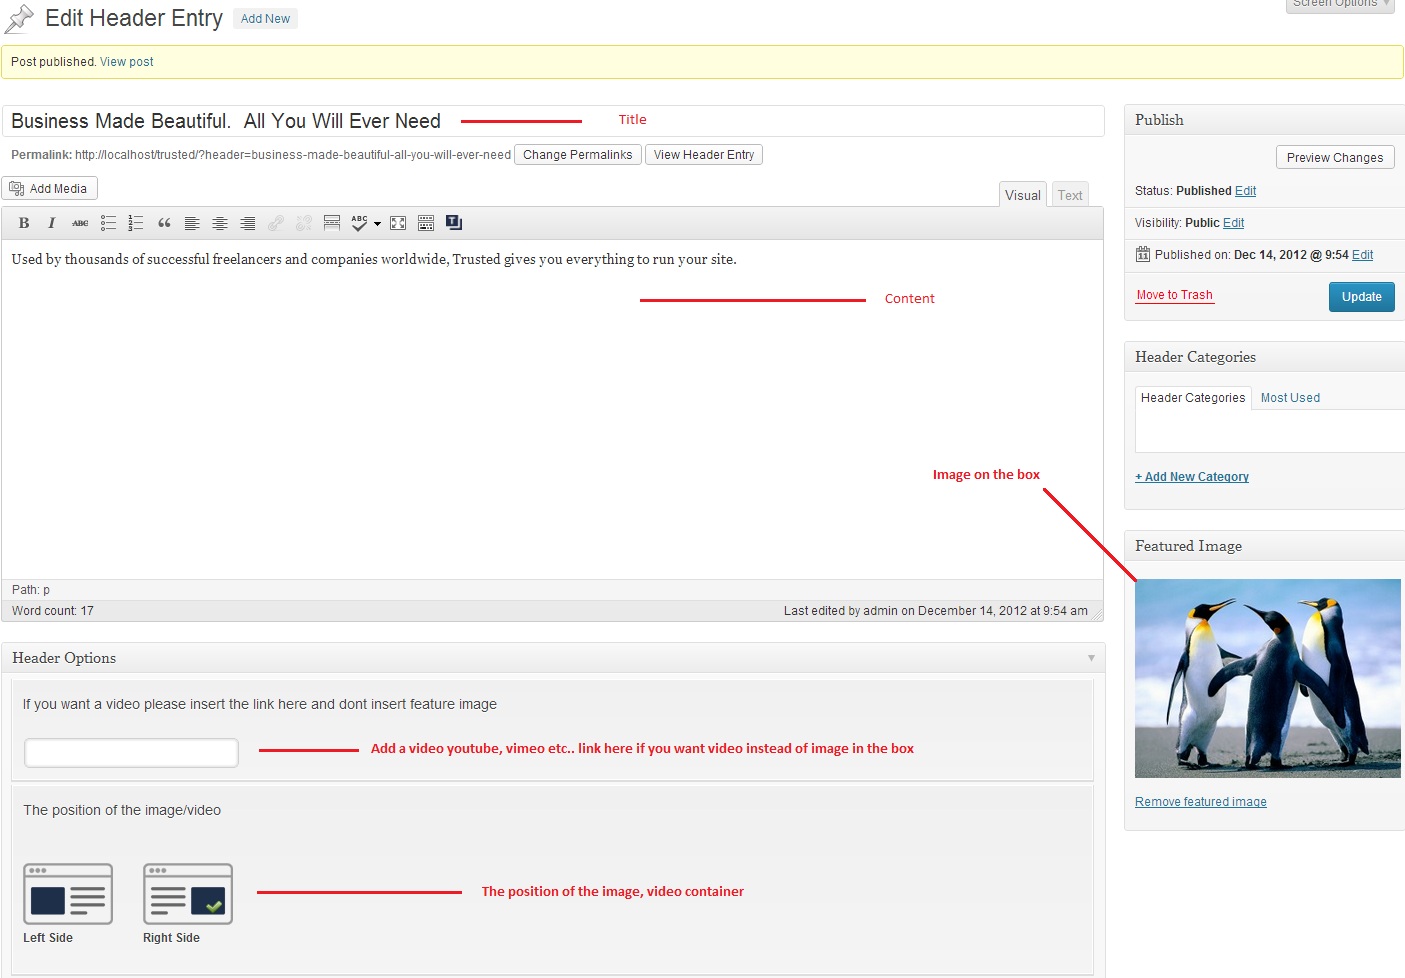 Edit Header Entry Add New
Screen Options
Post published. View post
Business Made Beautiful.  All You Will Ever Need
Title
Permalink: http://localhost/trusted/?header=business-made-beautiful-all-you-will-ever-need Change Permalinks View Header Entry
Add Media
Visual Text
B I ABC ABC
Used by thousands of successful freelancers and companies worldwide, Trusted gives you everything to run your site.
Content
Path: p
Word count: 17 Last edited by admin on December 14, 2012 at 9:54 am
Header Options
If you want a video please insert the link here and dont insert feature image
Add a video youtube, vimeo etc.. link here if you want video instead of image in the box
The position of the image/video
The position of the image, video container
Left Side Right Side
Publish
Preview Changes
Status: Published Edit
Visibility: Public Edit
11 Published on: Dec 14, 2012 @ 9:54 Edit
Move to Trash Update
Header Categories
Header Categories Most Used
+ Add New Category
Image on the box
Featured Image
Remove featured image